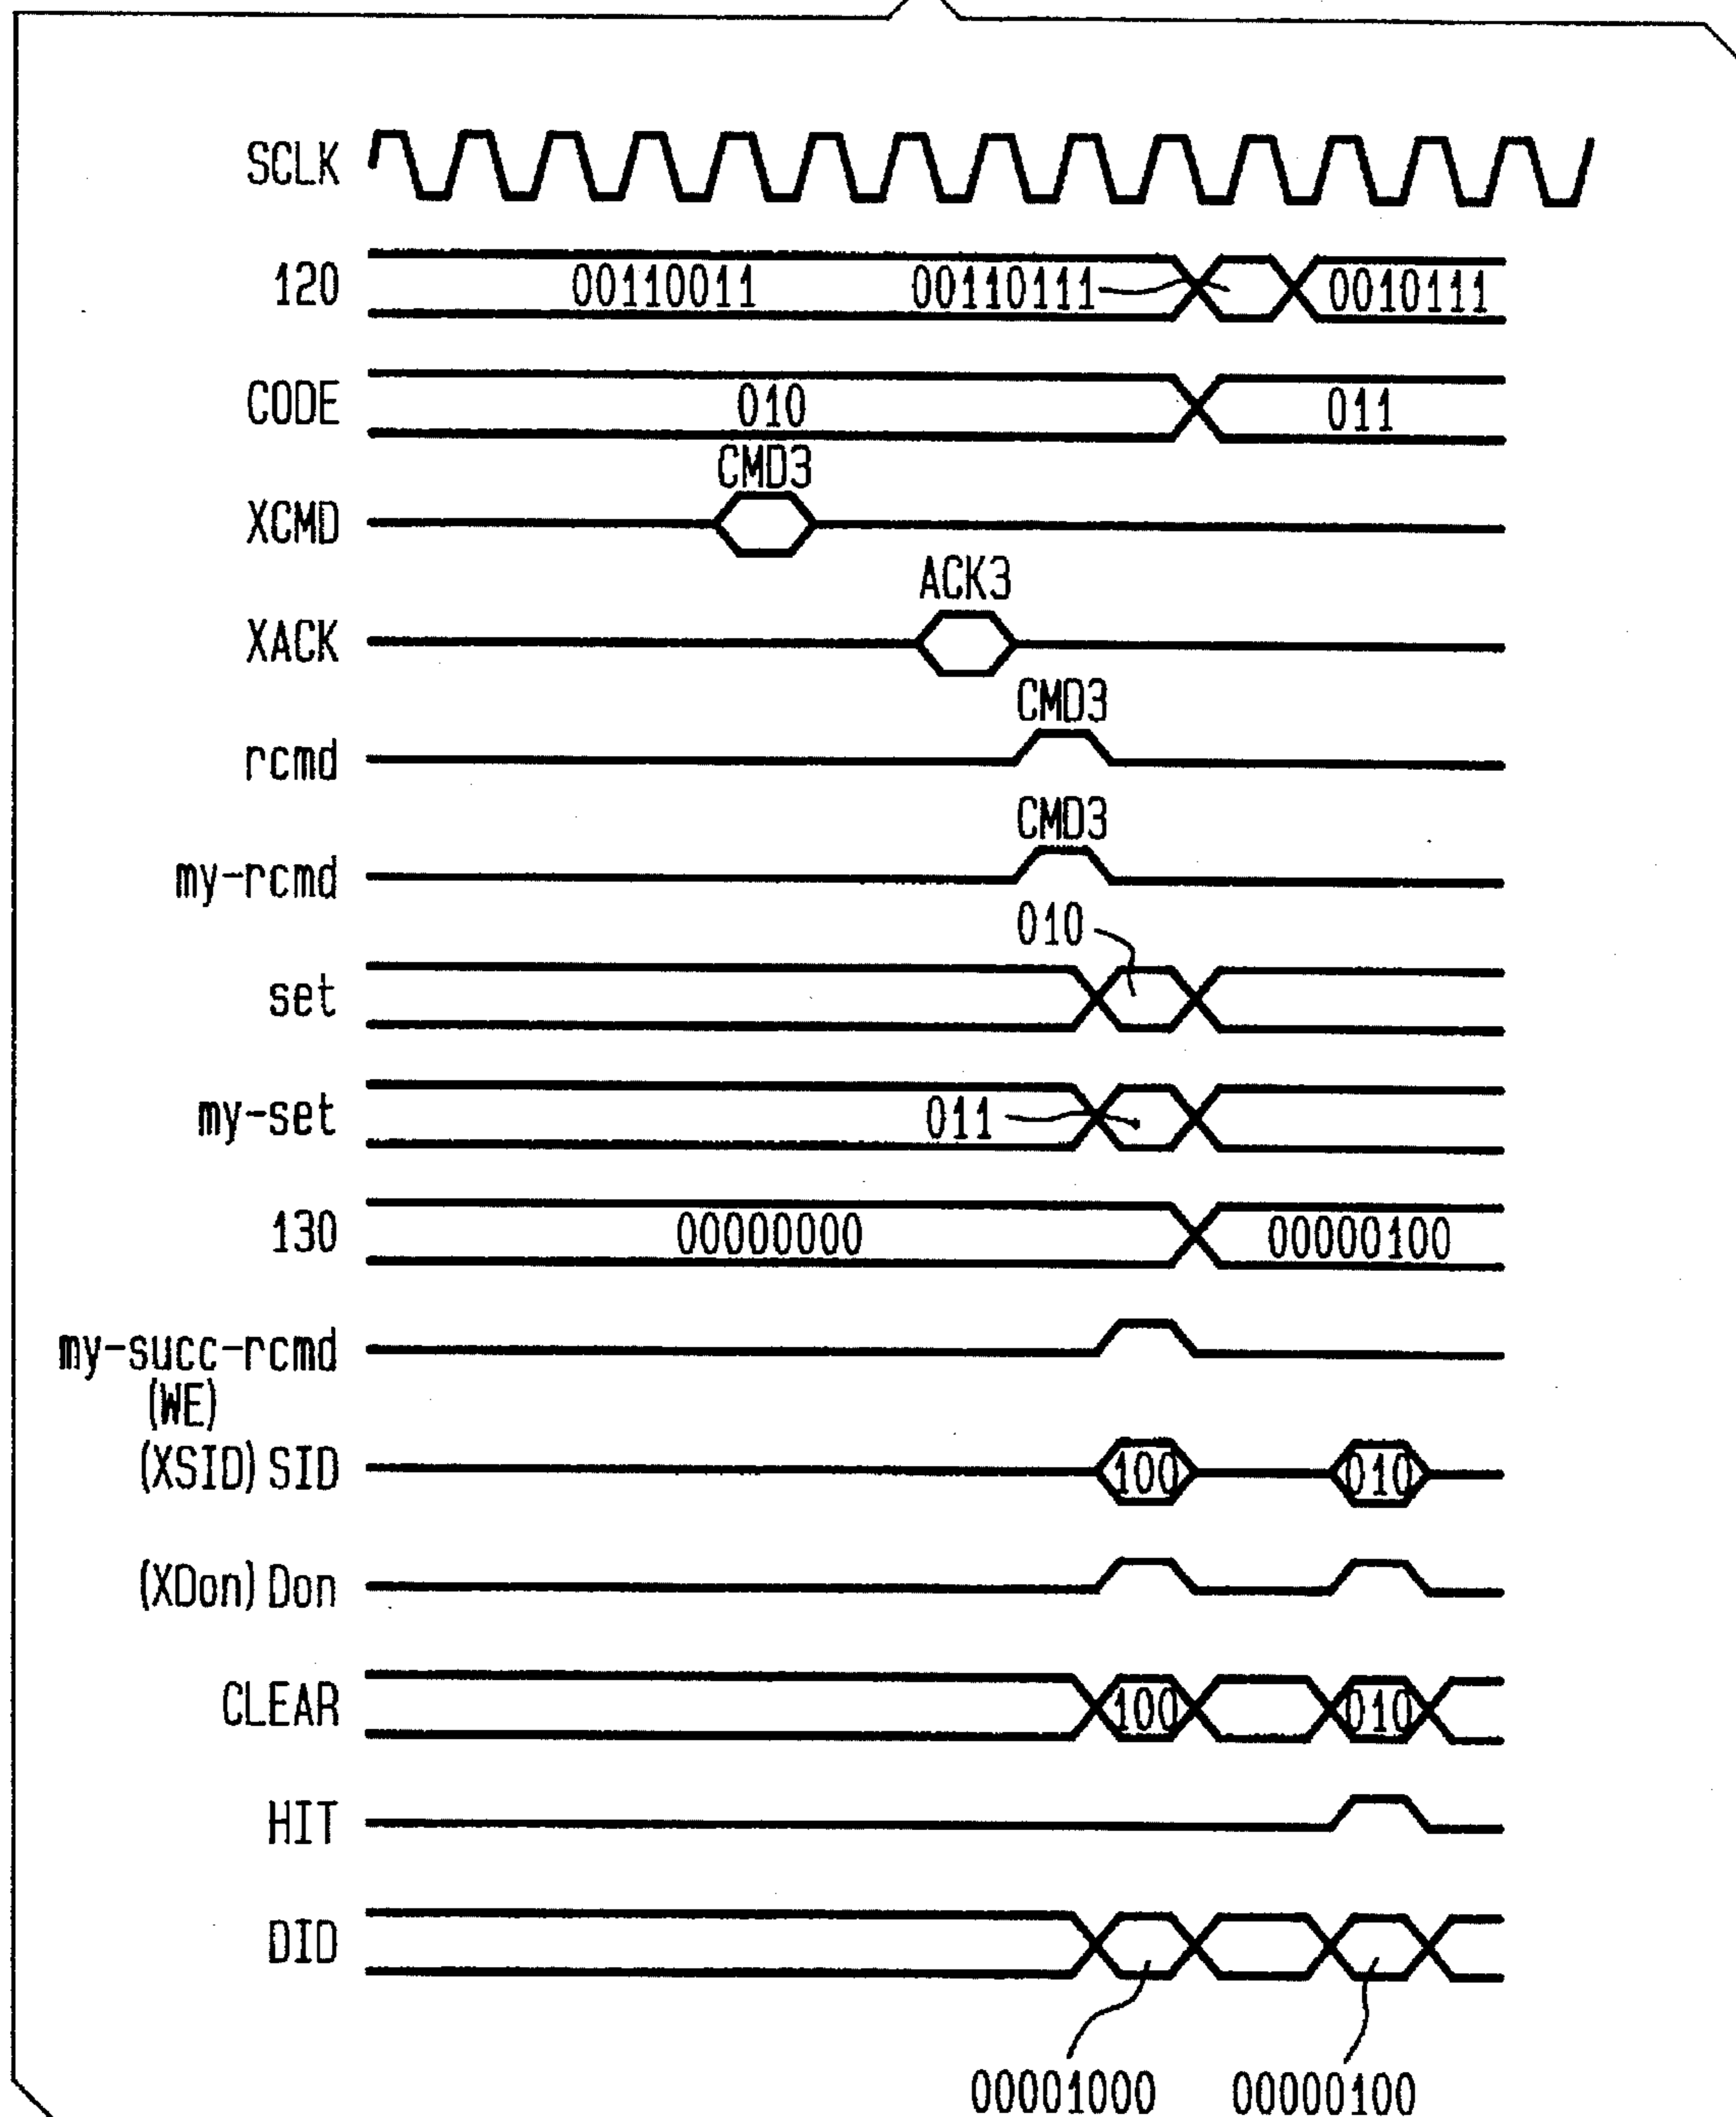 SCLK
120 00110011 00110111 0010111
CODE 010 011
CMD3
XCMD
ACK3
XACK
CMD3
rcmd
CMD3
my-rcmd
010
set
my-set 011
130 00000000 00000100
my-succ-rcmd
(WE)
(XSID) SID 100 010
(XDon) Don
CLEAR 100 010
HIT
DID
00001000 00000100